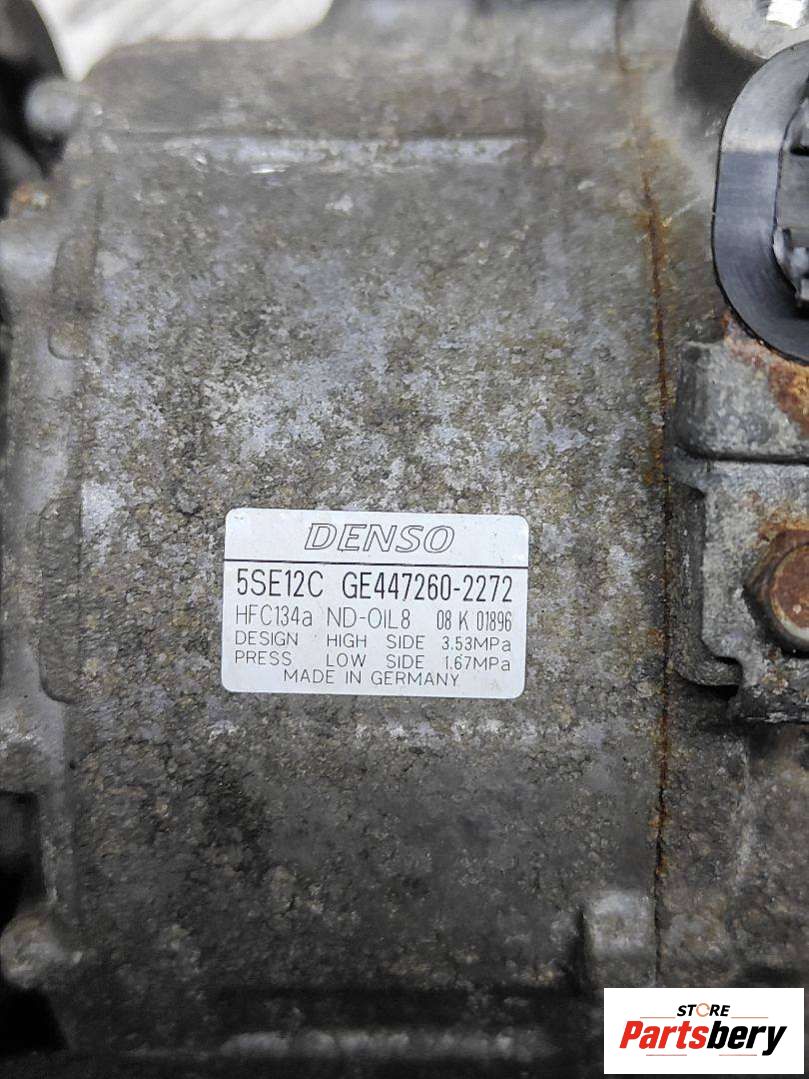 DENSO
5SE12C GE447260-2272
HFC134a ND-OIL8 08 K 01896
DESIGN HIGH SIDE 3.53MPa
PRESS LOW SIDE 1.67MPa
MADE IN GERMANY
STORE
Partsbery